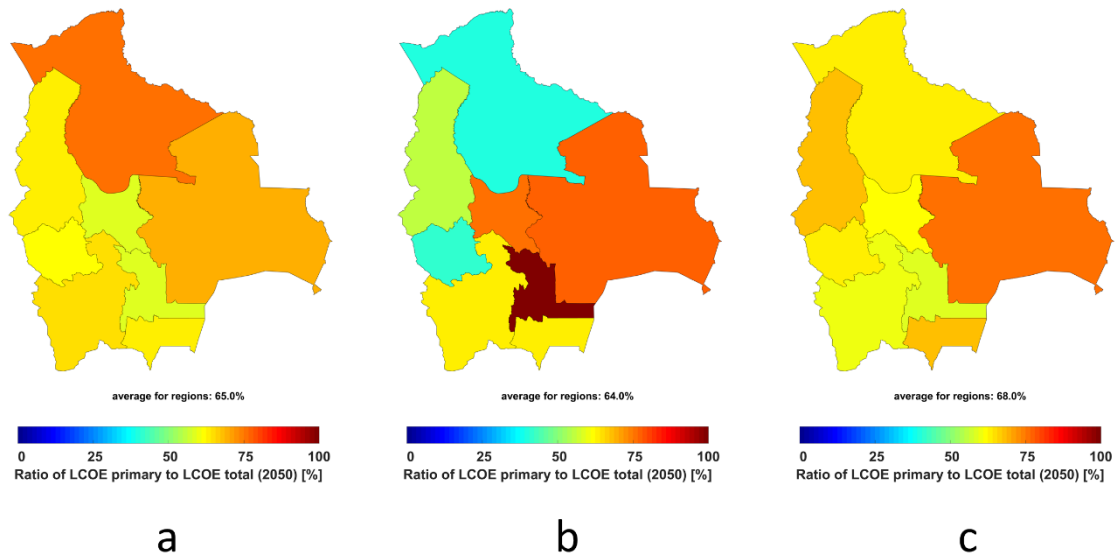 average for regions: 65.0%
average for regions: 64.0%
average for regions: 68.0%
0 25 50 75 100
0 25 50 75 100
0 25 50 75 100
Ratio of LCOE primary to LCOE total (2050) [%]
Ratio of LCOE primary to LCOE total (2050) [%]
Ratio of LCOE primary to LCOE total (2050) [%]
a
b
c